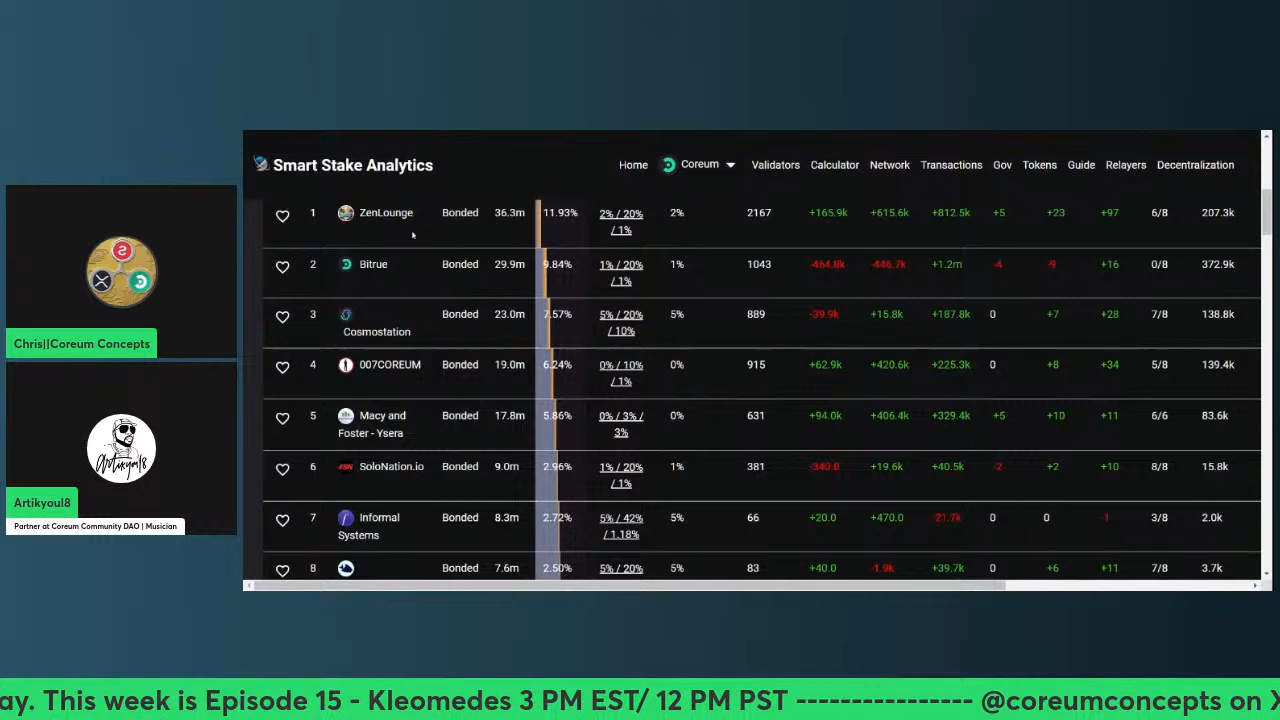 Smart Stake Analytics
Home Coreum Validators Calculator Network Transactions Gov Tokens Guide Relayers Decentralization
1 ZenLounge Bonded 36.3m 11.93% 2% / 20% 2% 2167 +165.9k +615.6k +812.5k +5 +23 +97 6/8 207.3k
/ 1%
2 Bitrue Bonded 29.9m 9.84% 1% / 20% 1% 1043 -464.8k -446.7k +1.2m -4 -9 +16 0/8 372.9k
/ 1%
3 Bonded 23.0m 7.57% 5% / 20% 5% 889 -39.9k +15.8k +187.8k 0 +7 +28 7/8 138.8k
Cosmostation / 10%
4 007COREUM Bonded 19.0m 6.24% 0% / 10% 0% 915 +62.9k +420.6k +225.3k 0 +8 +34 5/8 139.4k
/ 1%
5 Macy and Bonded 17.8m 5.86% 0% / 3% / 0% 631 +94.0k +406.4k +329.4k +5 +10 +11 6/6 83.6k
Foster - Ysera 3%
6 SoloNation.io Bonded 9.0m 2.96% 1% / 20% 1% 381 -340.0 +19.6k +40.5k -2 +2 +10 8/8 15.8k
/ 1%
7 Informal Bonded 8.3m 2.72% 5% / 42% 5% 66 +20.0 +470.0 -21.7k 0 0 -1 3/8 2.0k
Systems / 1.18%
8 Bonded 7.6m 2.50% 5% / 20% 5% 83 +40.0 -1.9k +39.7k 0 +6 +11 7/8 3.7k
Chris||Coreum Concepts
Artikyoul8
Artikyoul8
Partner at Coreum Community DAO | Musician
ay. This week is Episode 15 - Kleomedes 3 PM EST/ 12 PM PST --------------- @coreumconcepts on X